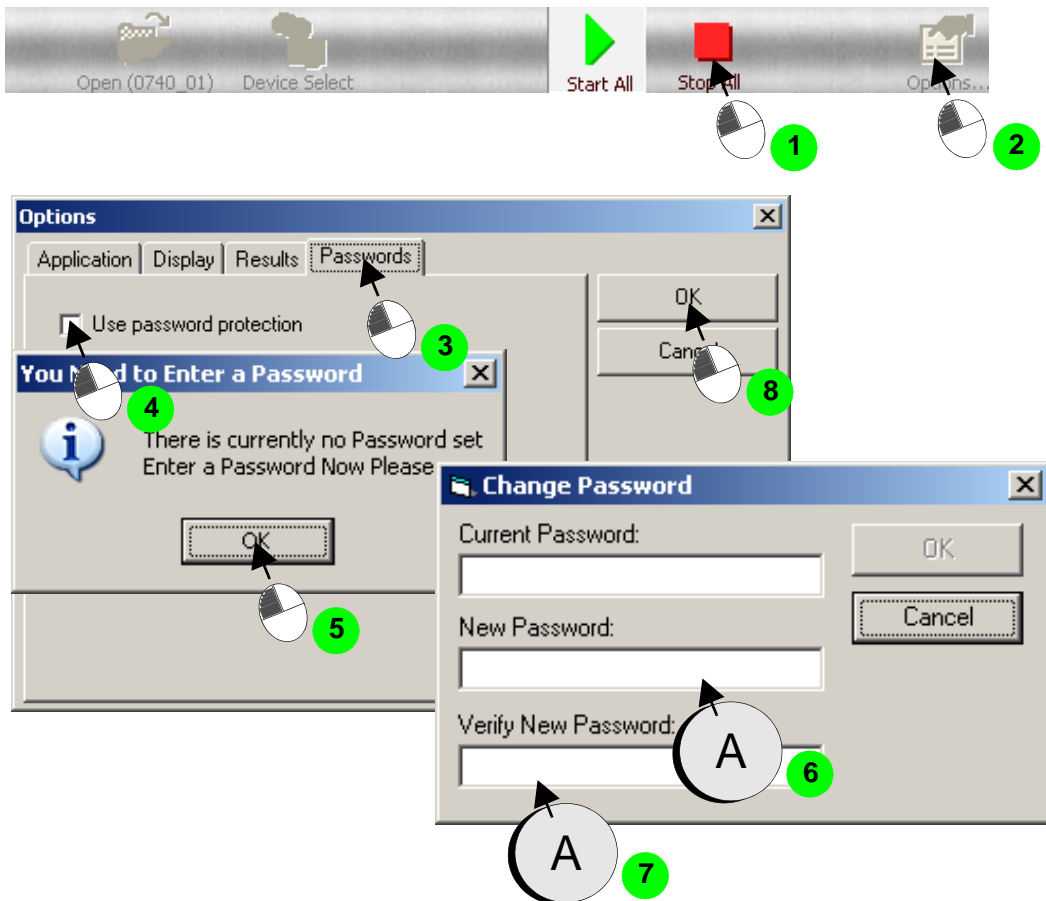 Open (0740_01)
Device Select
Start All
Stop All
Options...
1
2
Options
Application
Display
Results
Passwords
3
Use password protection
4
OK
8
Cancel
You Need to Enter a Password
There is currently no Password set
Enter a Password Now Please
OK
5
Change Password
Current Password:
OK
New Password:
Cancel
A
6
Verify New Password:
A
7